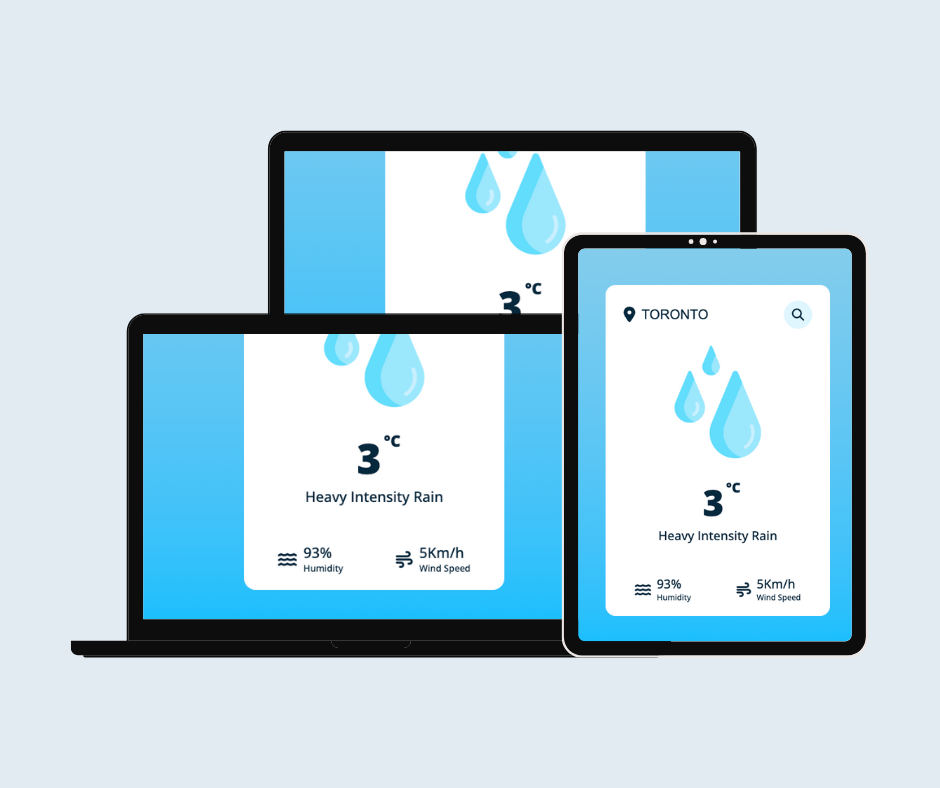 3 °C
3 °C
Heavy Intensity Rain
93%
Humidity
5Km/h
Wind Speed
TORONTO
3 °C
Heavy Intensity Rain
93%
Humidity
5Km/h
Wind Speed